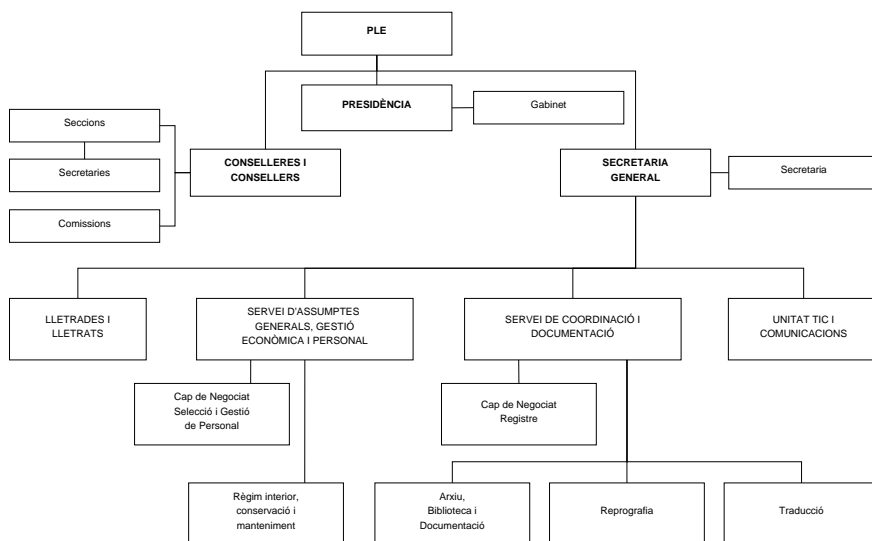 PLE
PRESIDÈNCIA
Gabinet
Seccions
Secretaries
Comissions
CONSELLERES I
CONSELLERS
SECRETARIA
GENERAL
Secretaria
LLETRADES I
LLETRATS
SERVEI D'ASSUMPTES
GENERALS, GESTIÓ
ECONÒMICA I PERSONAL
SERVEI DE COORDINACIÓ I
DOCUMENTACIÓ
UNITAT TIC I
COMUNICACIONS
Cap de Negociat
Selecció i Gestió
de Personal
Cap de Negociat
Registre
Règim interior,
conservació i
manteniment
Arxiu,
Biblioteca i
Documentació
Reprografia
Traducció